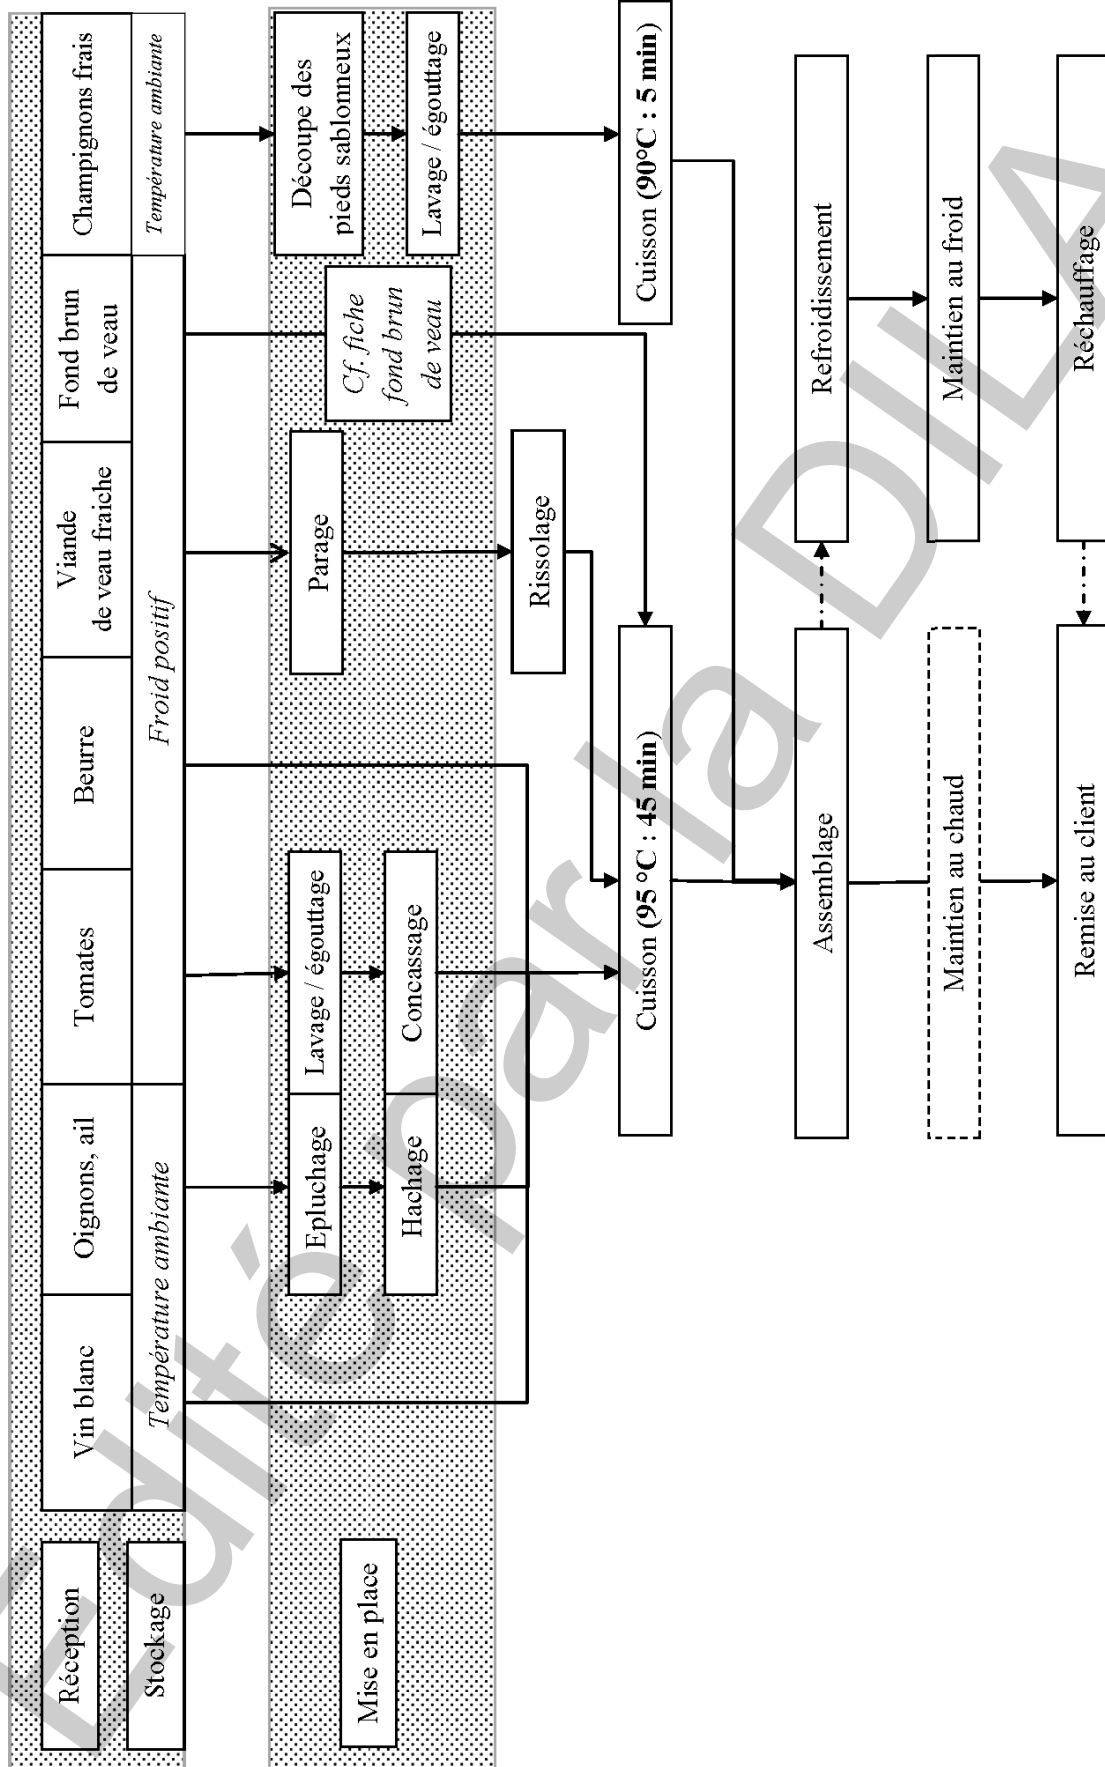 Réception
Vin blanc
Oignons, ail
Tomates
Beurre
Viande
de veau fraiche
Fond brun
de veau
Champignons frais
Stockage
Température ambiante
Froid positif
Température ambiante
Mise en place
Epluchage
Lavage / égouttage
Parage
Cf. fiche
fond brun
de veau
Découpe des
pieds sablonneux
Hachage
Concassage
Lavage / égouttage
Rissolage
Cuisson (95 °C : 45 min)
Cuisson (90°C : 5 min)
Assemblage
Refroidissement
Maintien au chaud
Maintien au froid
Remise au client
Réchauffage
Edité par la DILA